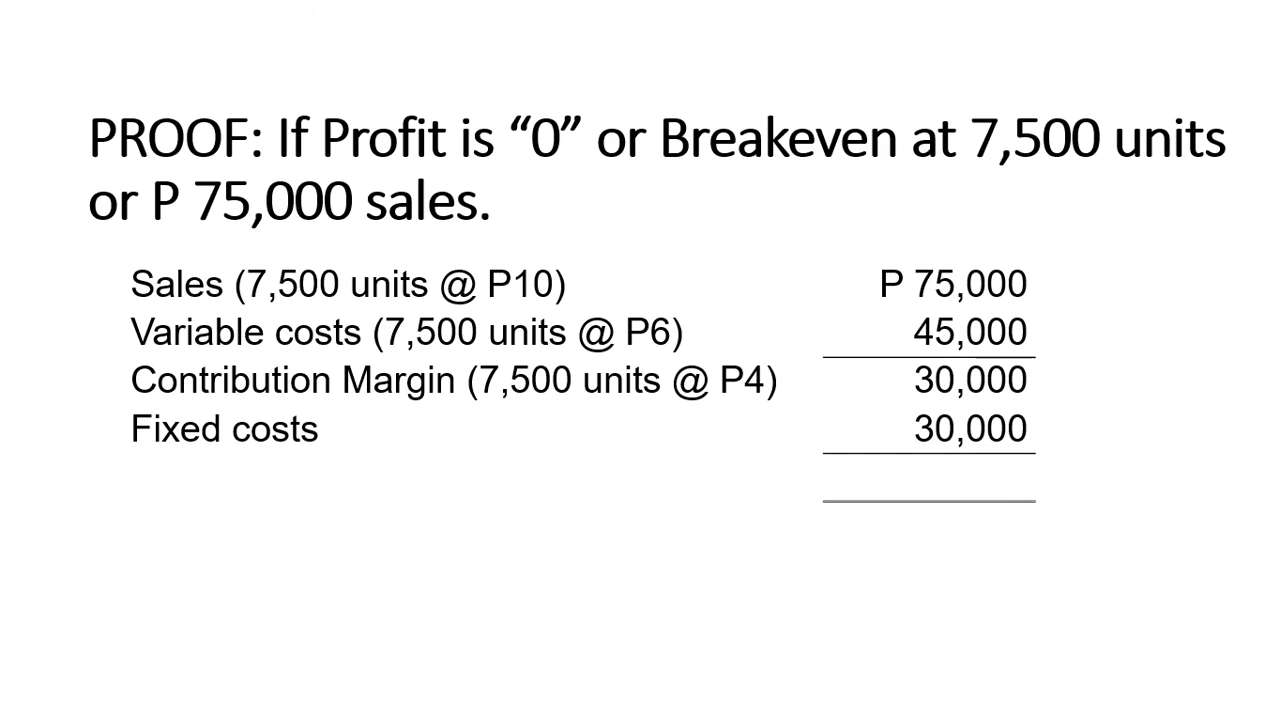 PROOF: If Profit is “0” or Breakeven at 7,500 units
or P 75,000 sales.
Sales (7,500 units @ P10) P 75,000
Variable costs (7,500 units @ P6) 45,000
Contribution Margin (7,500 units @ P4) 30,000
Fixed costs 30,000